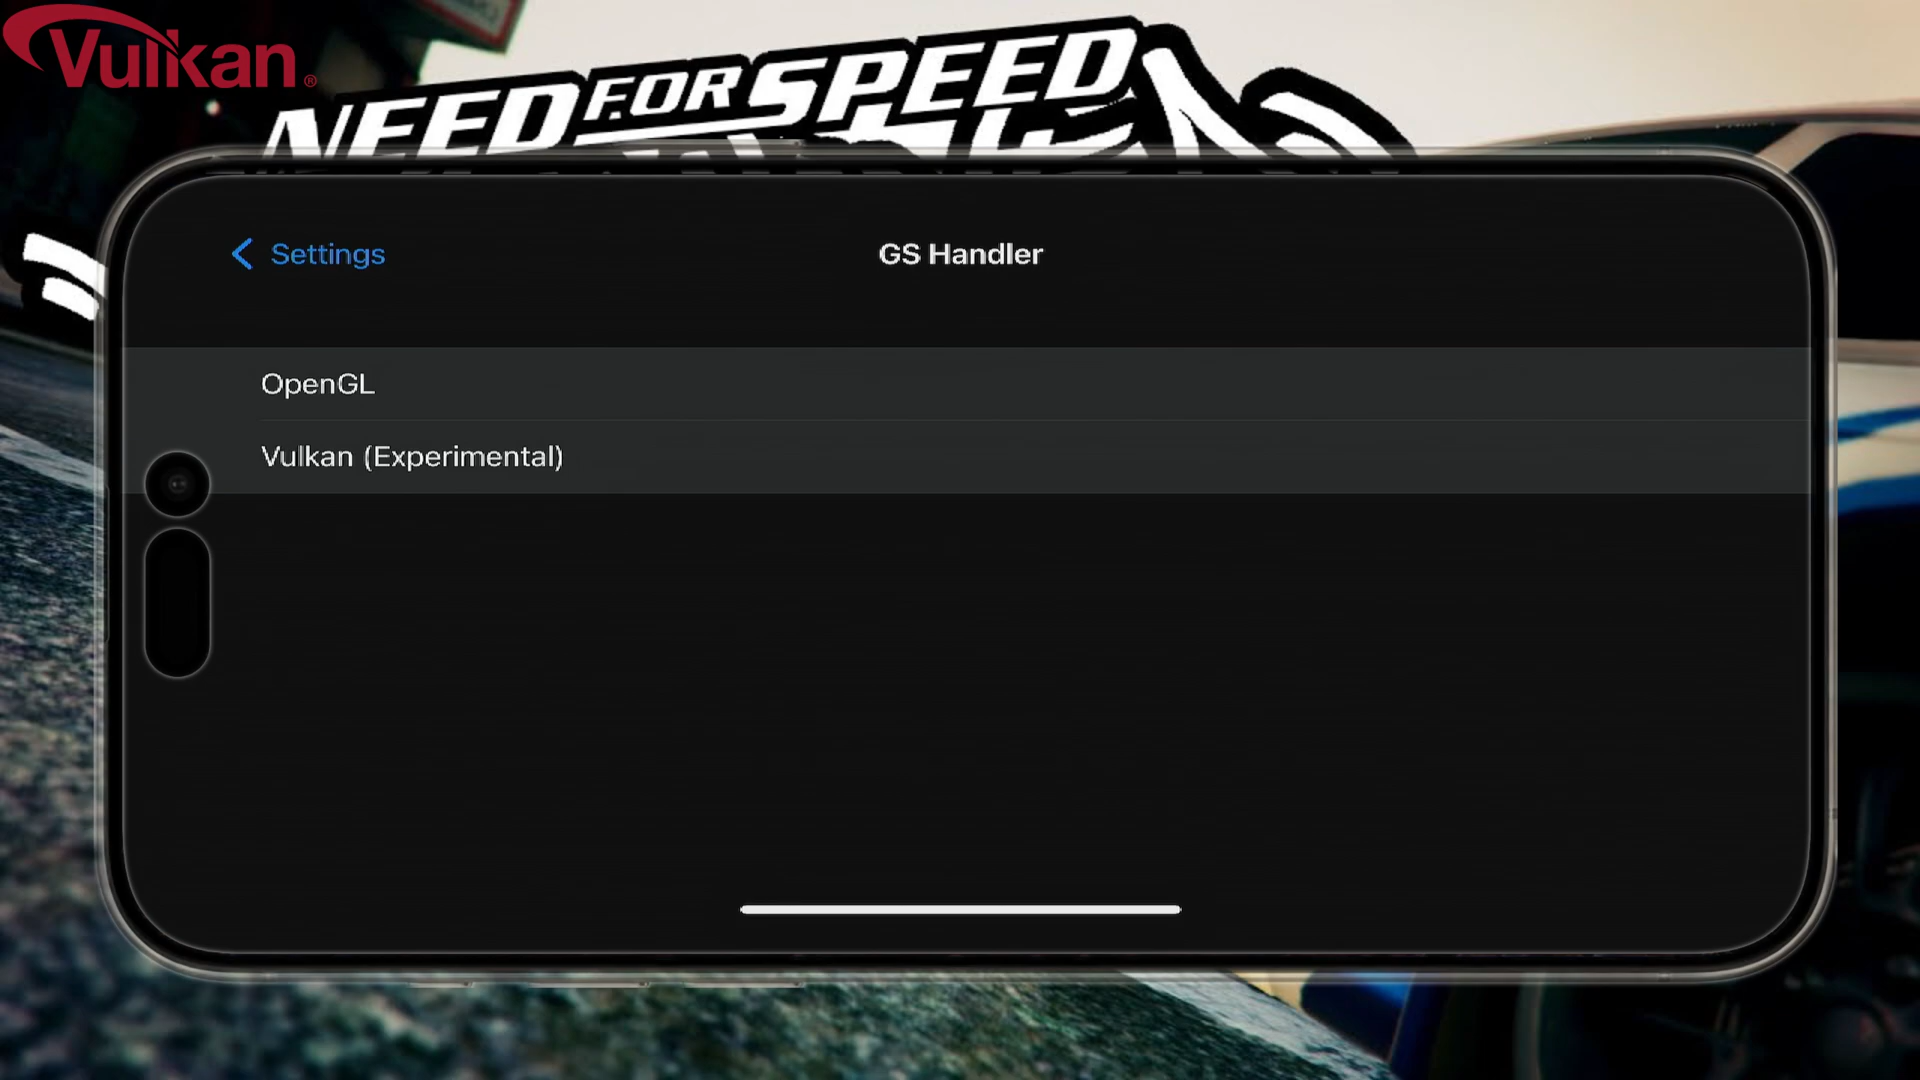 Vulkan®
NEED FOR SPEED
Settings
GS Handler
OpenGL
Vulkan (Experimental)